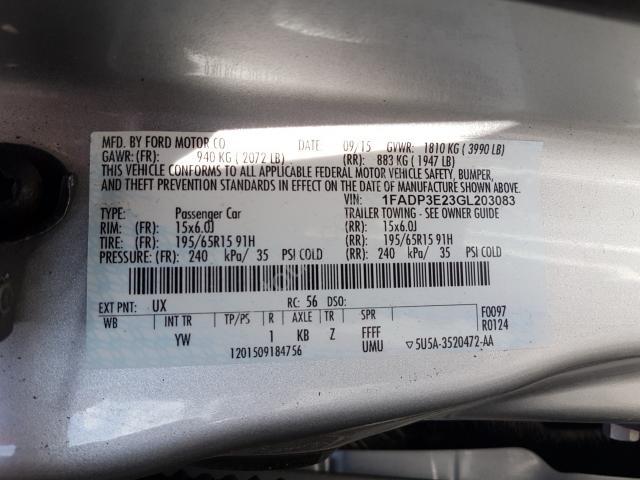 MFD. BY FORD MOTOR CO DATE 09/15 GVWR: 1810 KG ( 3990 LB)
GAWR: (FR): 940 KG ( 2072 LB) (RR): 883 KG ( 1947 LB)
THIS VEHICLE CONFORMS TO ALL APPLICABLE FEDERAL MOTOR VEHICLE SAFETY, BUMPER,
AND THEFT PREVENTION STANDARDS IN EFFECT ON THE DATE OF MANUFACTURE SHOWN ABOVE.
VIN: 1FADP3E23GL203083
TYPE: Passenger Car TRAILER TOWING - SEE OWNER GUIDE
RIM: (FR): 15x6.0J (RR): 15x6.0J
TIRE: (FR): 195/65R15 91H (RR): 195/65R15 91H
PRESSURE: (FR): 240 kPa/ 35 PSI COLD (RR): 240 kPa/ 35 PSI COLD
EXT PNT: UX RC: 56 DSO: F0097
WB INT TR TP/PS R AXLE TR SPR R0124
YW 1 KB Z FFFF
1201509184756 UMU ▽5U5A-3520472-AA